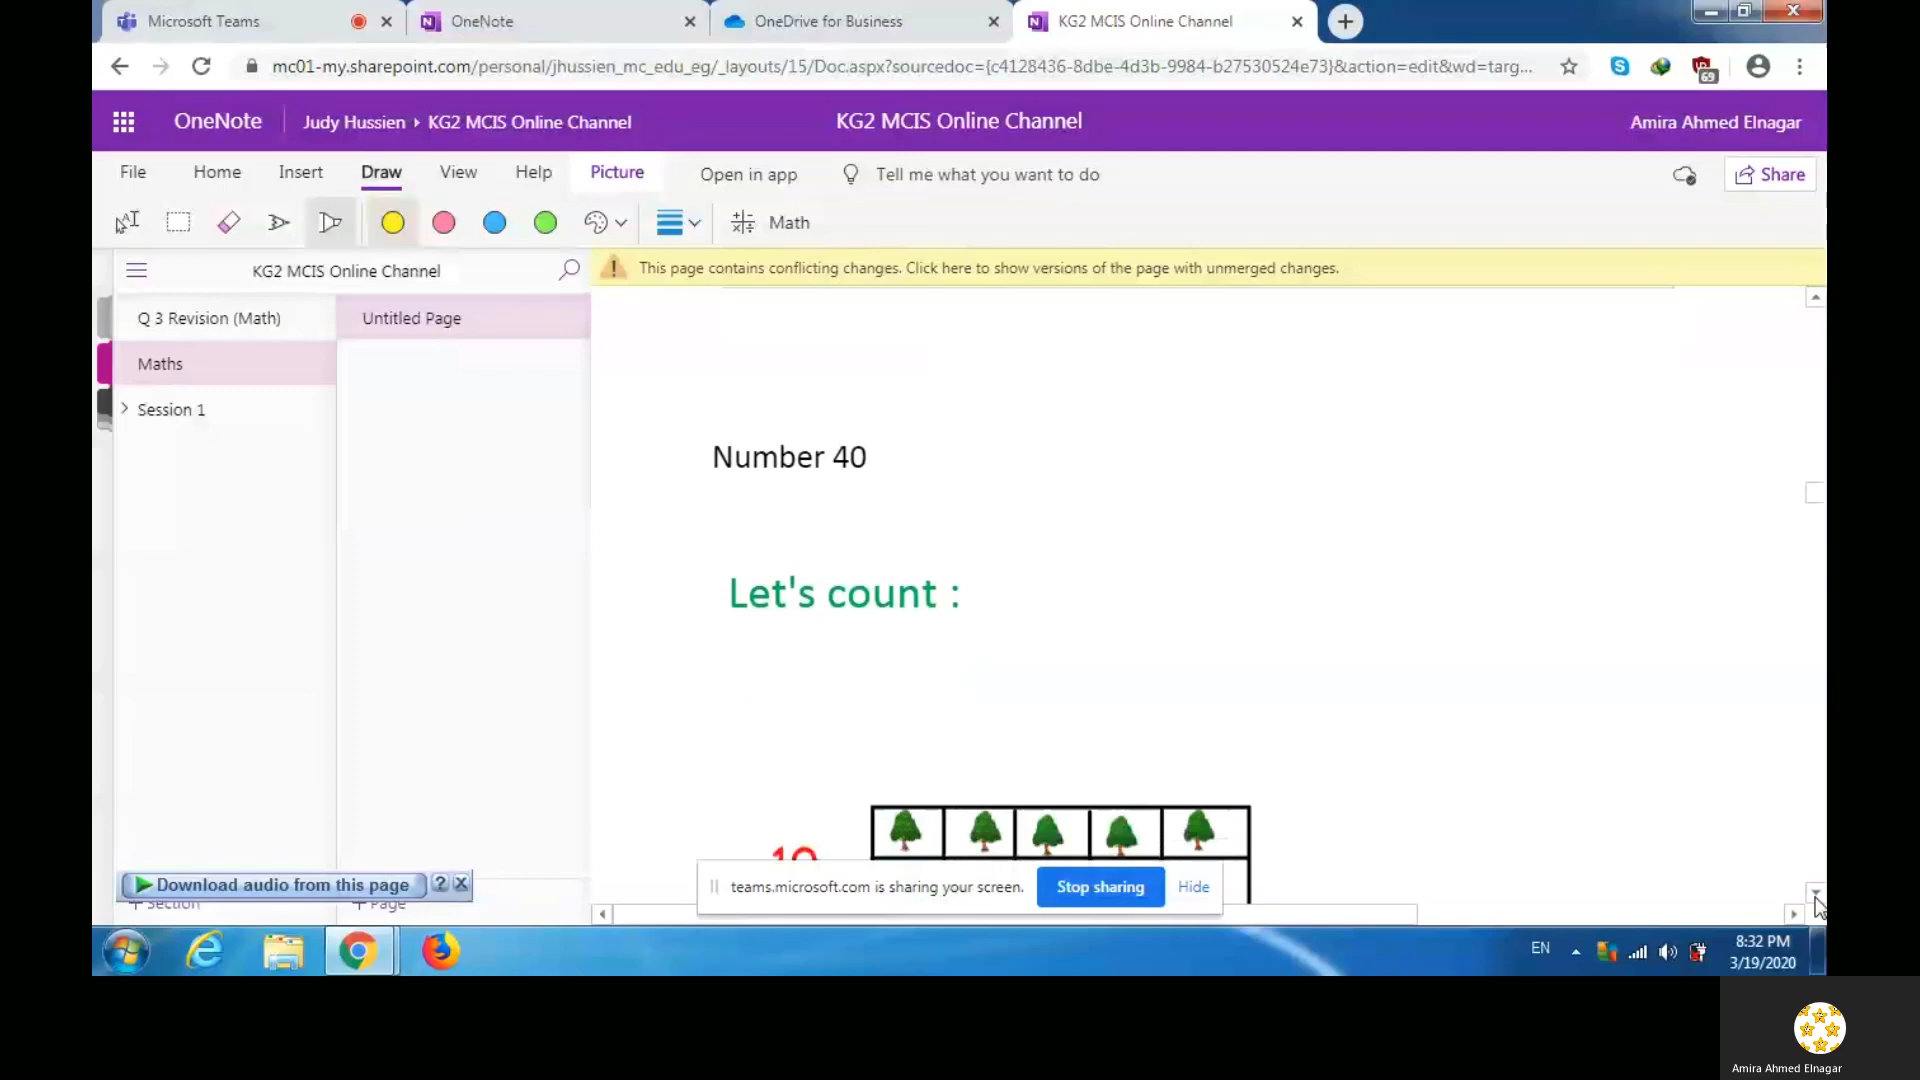 Microsoft Teams
OneNote
OneDrive for Business
KG2 MCIS Online Channel
mc01-my.sharepoint.com/personal/jhussien_mc_edu_eg/_layouts/15/Doc.aspx?sourcedoc={c4128436-8dbe-4d3b-9984-b27530524e73}&action=edit&wd=targ...
69
OneNote
Judy Hussien ▸ KG2 MCIS Online Channel
KG2 MCIS Online Channel
Amira Ahmed Elnagar
File Home Insert Draw View Help Picture Open in app Tell me what you want to do Share
Math
KG2 MCIS Online Channel
This page contains conflicting changes. Click here to show versions of the page with unmerged changes.
Q 3 Revision (Math)
Untitled Page
Maths
Session 1
Number 40
Let's count :
10
Download audio from this page ? X
+ Section
+ Page
teams.microsoft.com is sharing your screen. Stop sharing Hide
EN
8:32 PM
3/19/2020
Amira Ahmed Elnagar